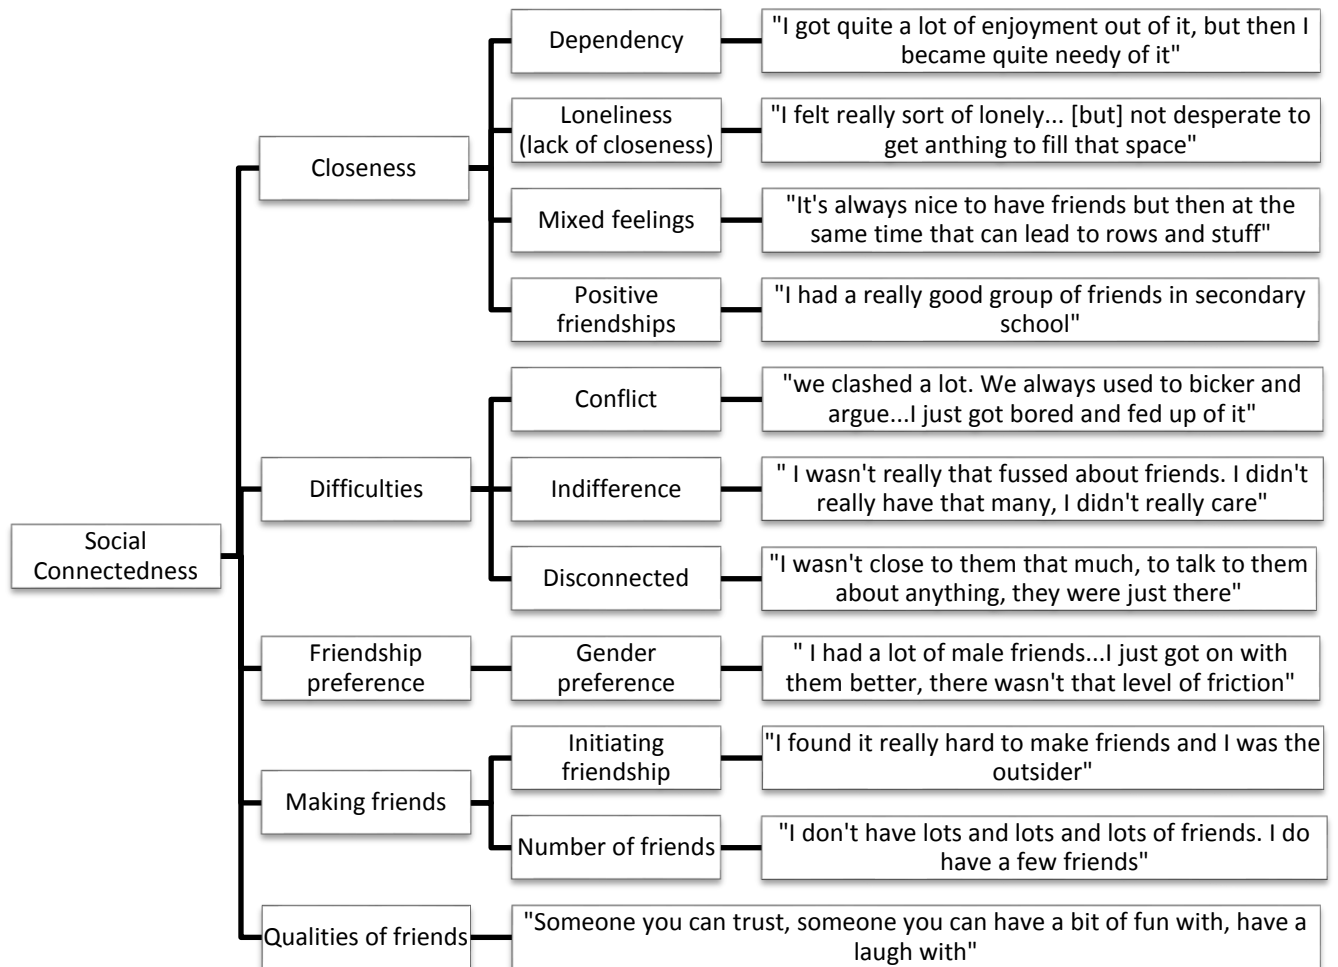 Dependency
"I got quite a lot of enjoyment out of it, but then I
became quite needy of it"
Loneliness
(lack of closeness)
"I felt really sort of lonely... [but] not desperate to
get anthing to fill that space"
Closeness
Mixed feelings
"It's always nice to have friends but then at the
same time that can lead to rows and stuff"
Positive
friendships
"I had a really good group of friends in secondary
school"
Conflict
"we clashed a lot. We always used to bicker and
argue...I just got bored and fed up of it"
Difficulties
Indifference
" I wasn't really that fussed about friends. I didn't
really have that many, I didn't really care"
Social
Connectedness
Disconnected
"I wasn't close to them that much, to talk to them
about anything, they were just there"
Friendship
preference
Gender
preference
" I had a lot of male friends...I just got on with
them better, there wasn't that level of friction"
Initiating
friendship
"I found it really hard to make friends and I was the
outsider"
Making friends
Number of friends
"I don't have lots and lots and lots of friends. I do
have a few friends"
Qualities of friends
"Someone you can trust, someone you can have a bit of fun with, have a
laugh with"